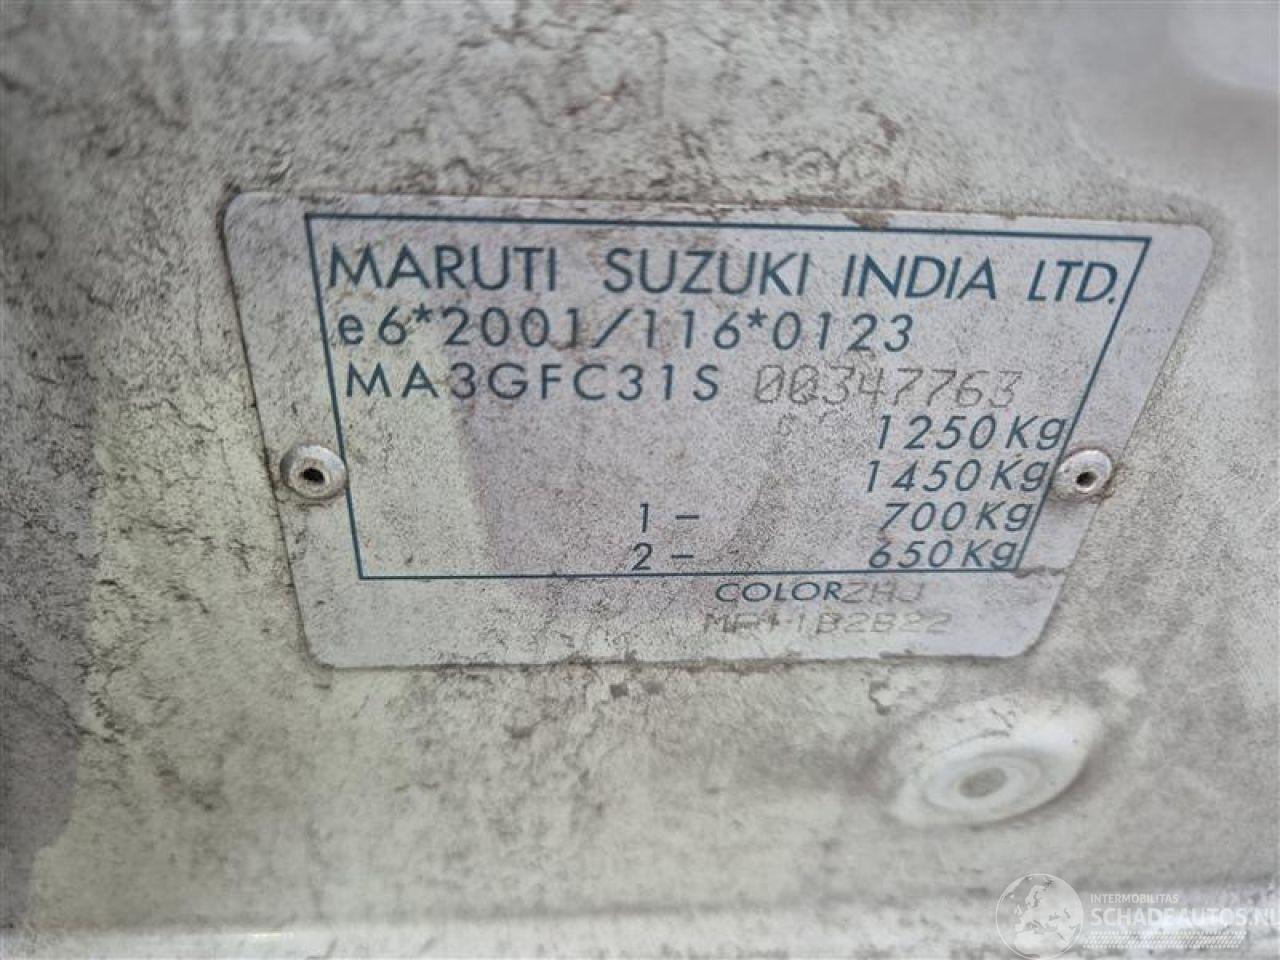 MARUTI SUZUKI INDIA LTD.
e6*2001/116*0123
MA3GFC31S 00347763
1250Kg
1450Kg
1- 700Kg
2- 650Kg
COLOR ZHJ
INTERMOBILITAS
SCHADEAUTOS.NL